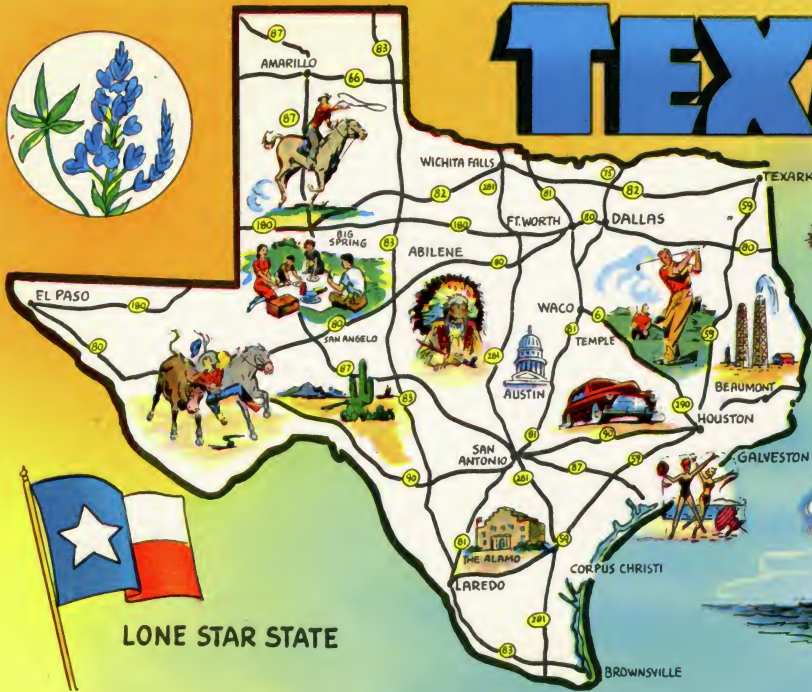 TEXA
87
83
AMARILLO
66
87
WICHITA FALLS
281
81
75
82
82
TEXARK
59
180
BIG
SPRING
180
FT. WORTH
80
DALLAS
83
ABILENE
80
80
EL PASO
180
WACO
6
80
80
SAN ANGELO
81
TEMPLE
59
87
281
AUSTIN
BEAUMONT
83
290
HOUSTON
SAN
ANTONIO
81
90
GALVESTON
90
281
87
59
81
THE ALAMO
59
CORPUS CHRISTI
LAREDO
281
LONE STAR STATE
83
BROWNSVILLE